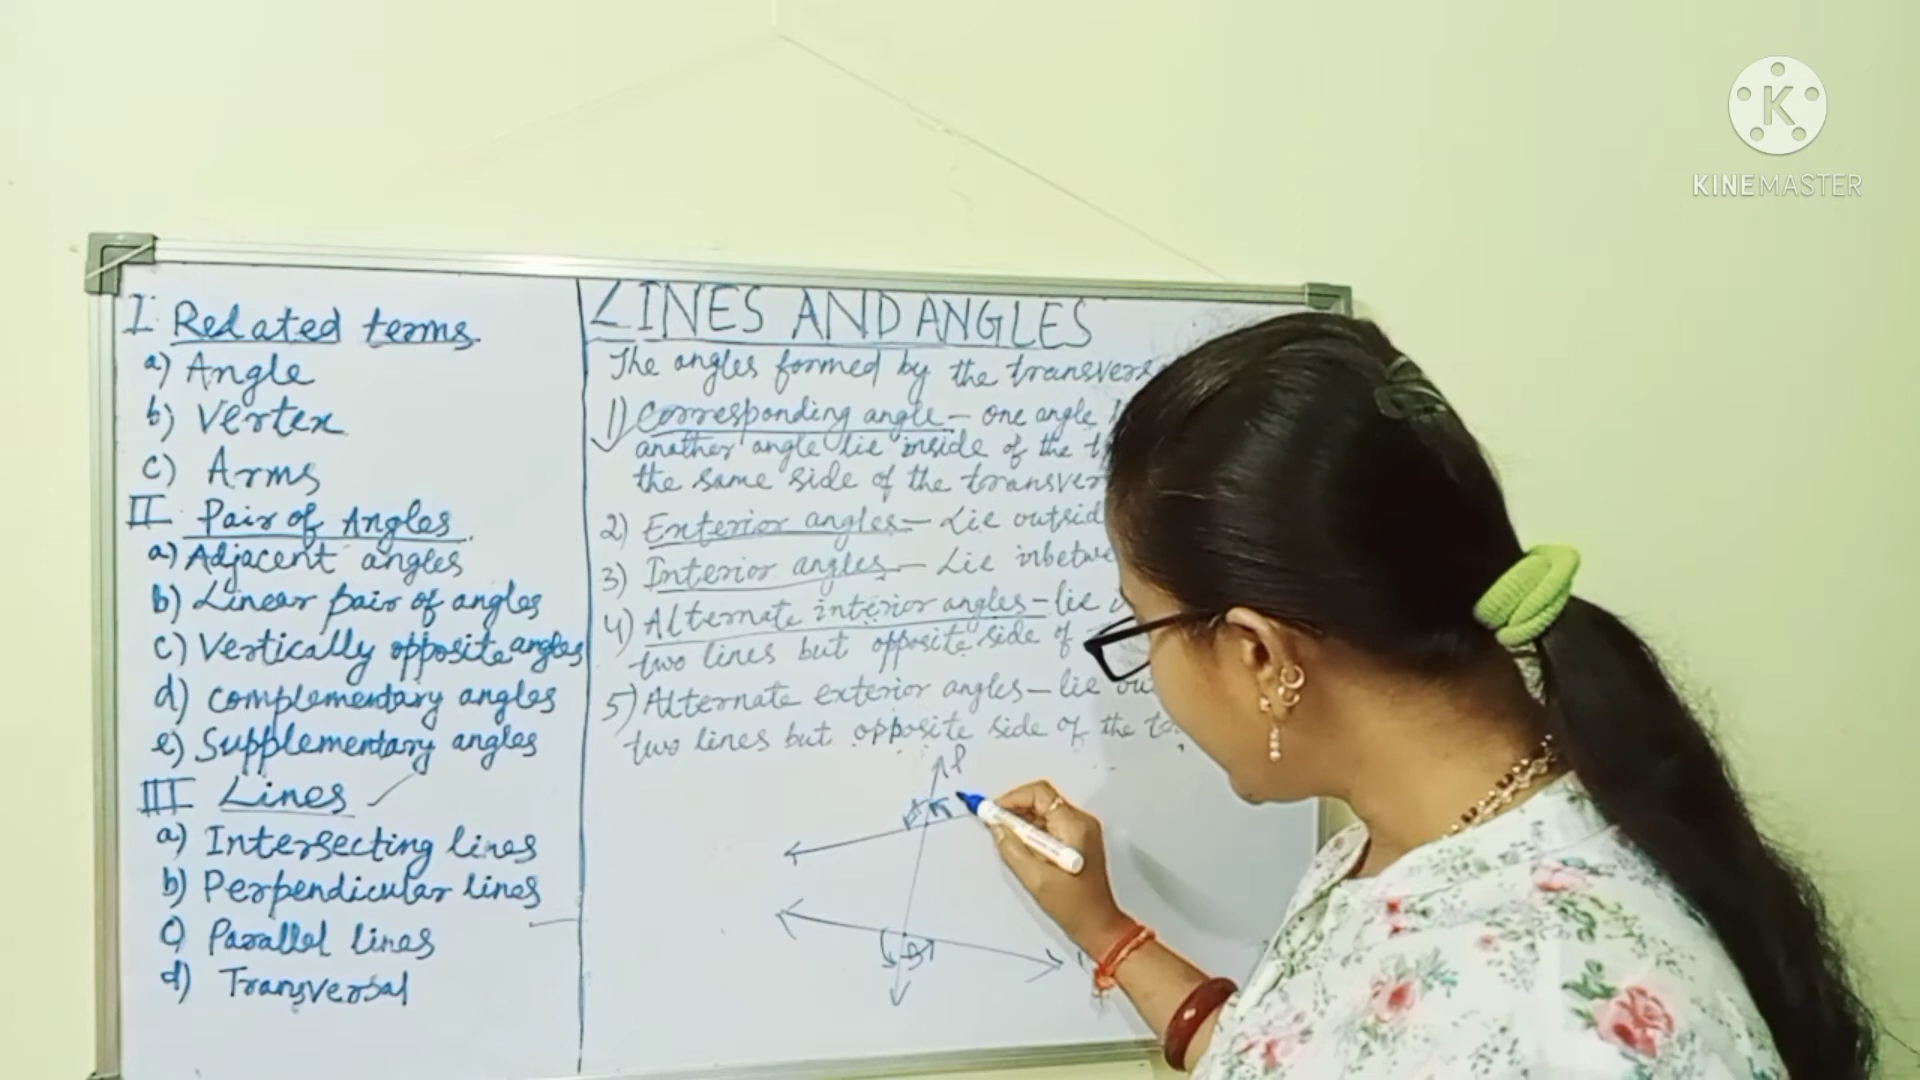 K
KINEMASTER
I. Related terms
a) Angle
b) Vertex
c) Arms
II. Pair of Angles
a) Adjacent angles
b) Linear pair of angles
c) Vertically opposite angles
d) complementary angles
e) Supplementary angles
III Lines
a) Intersecting lines
b) Perpendicular lines
c) Parallel lines
d) Transversal
LINES AND ANGLES
The angles formed by the
1) Corresponding angle - one angle
another angle lie inside of the
the same side of the
2) Exterior angles - Lie
3) Interior angles - Lie
4) Alternate interior angles - lie
two lines but opposite side of
5) Alternate exterior angles - lie
two lines but opposite side of the
l